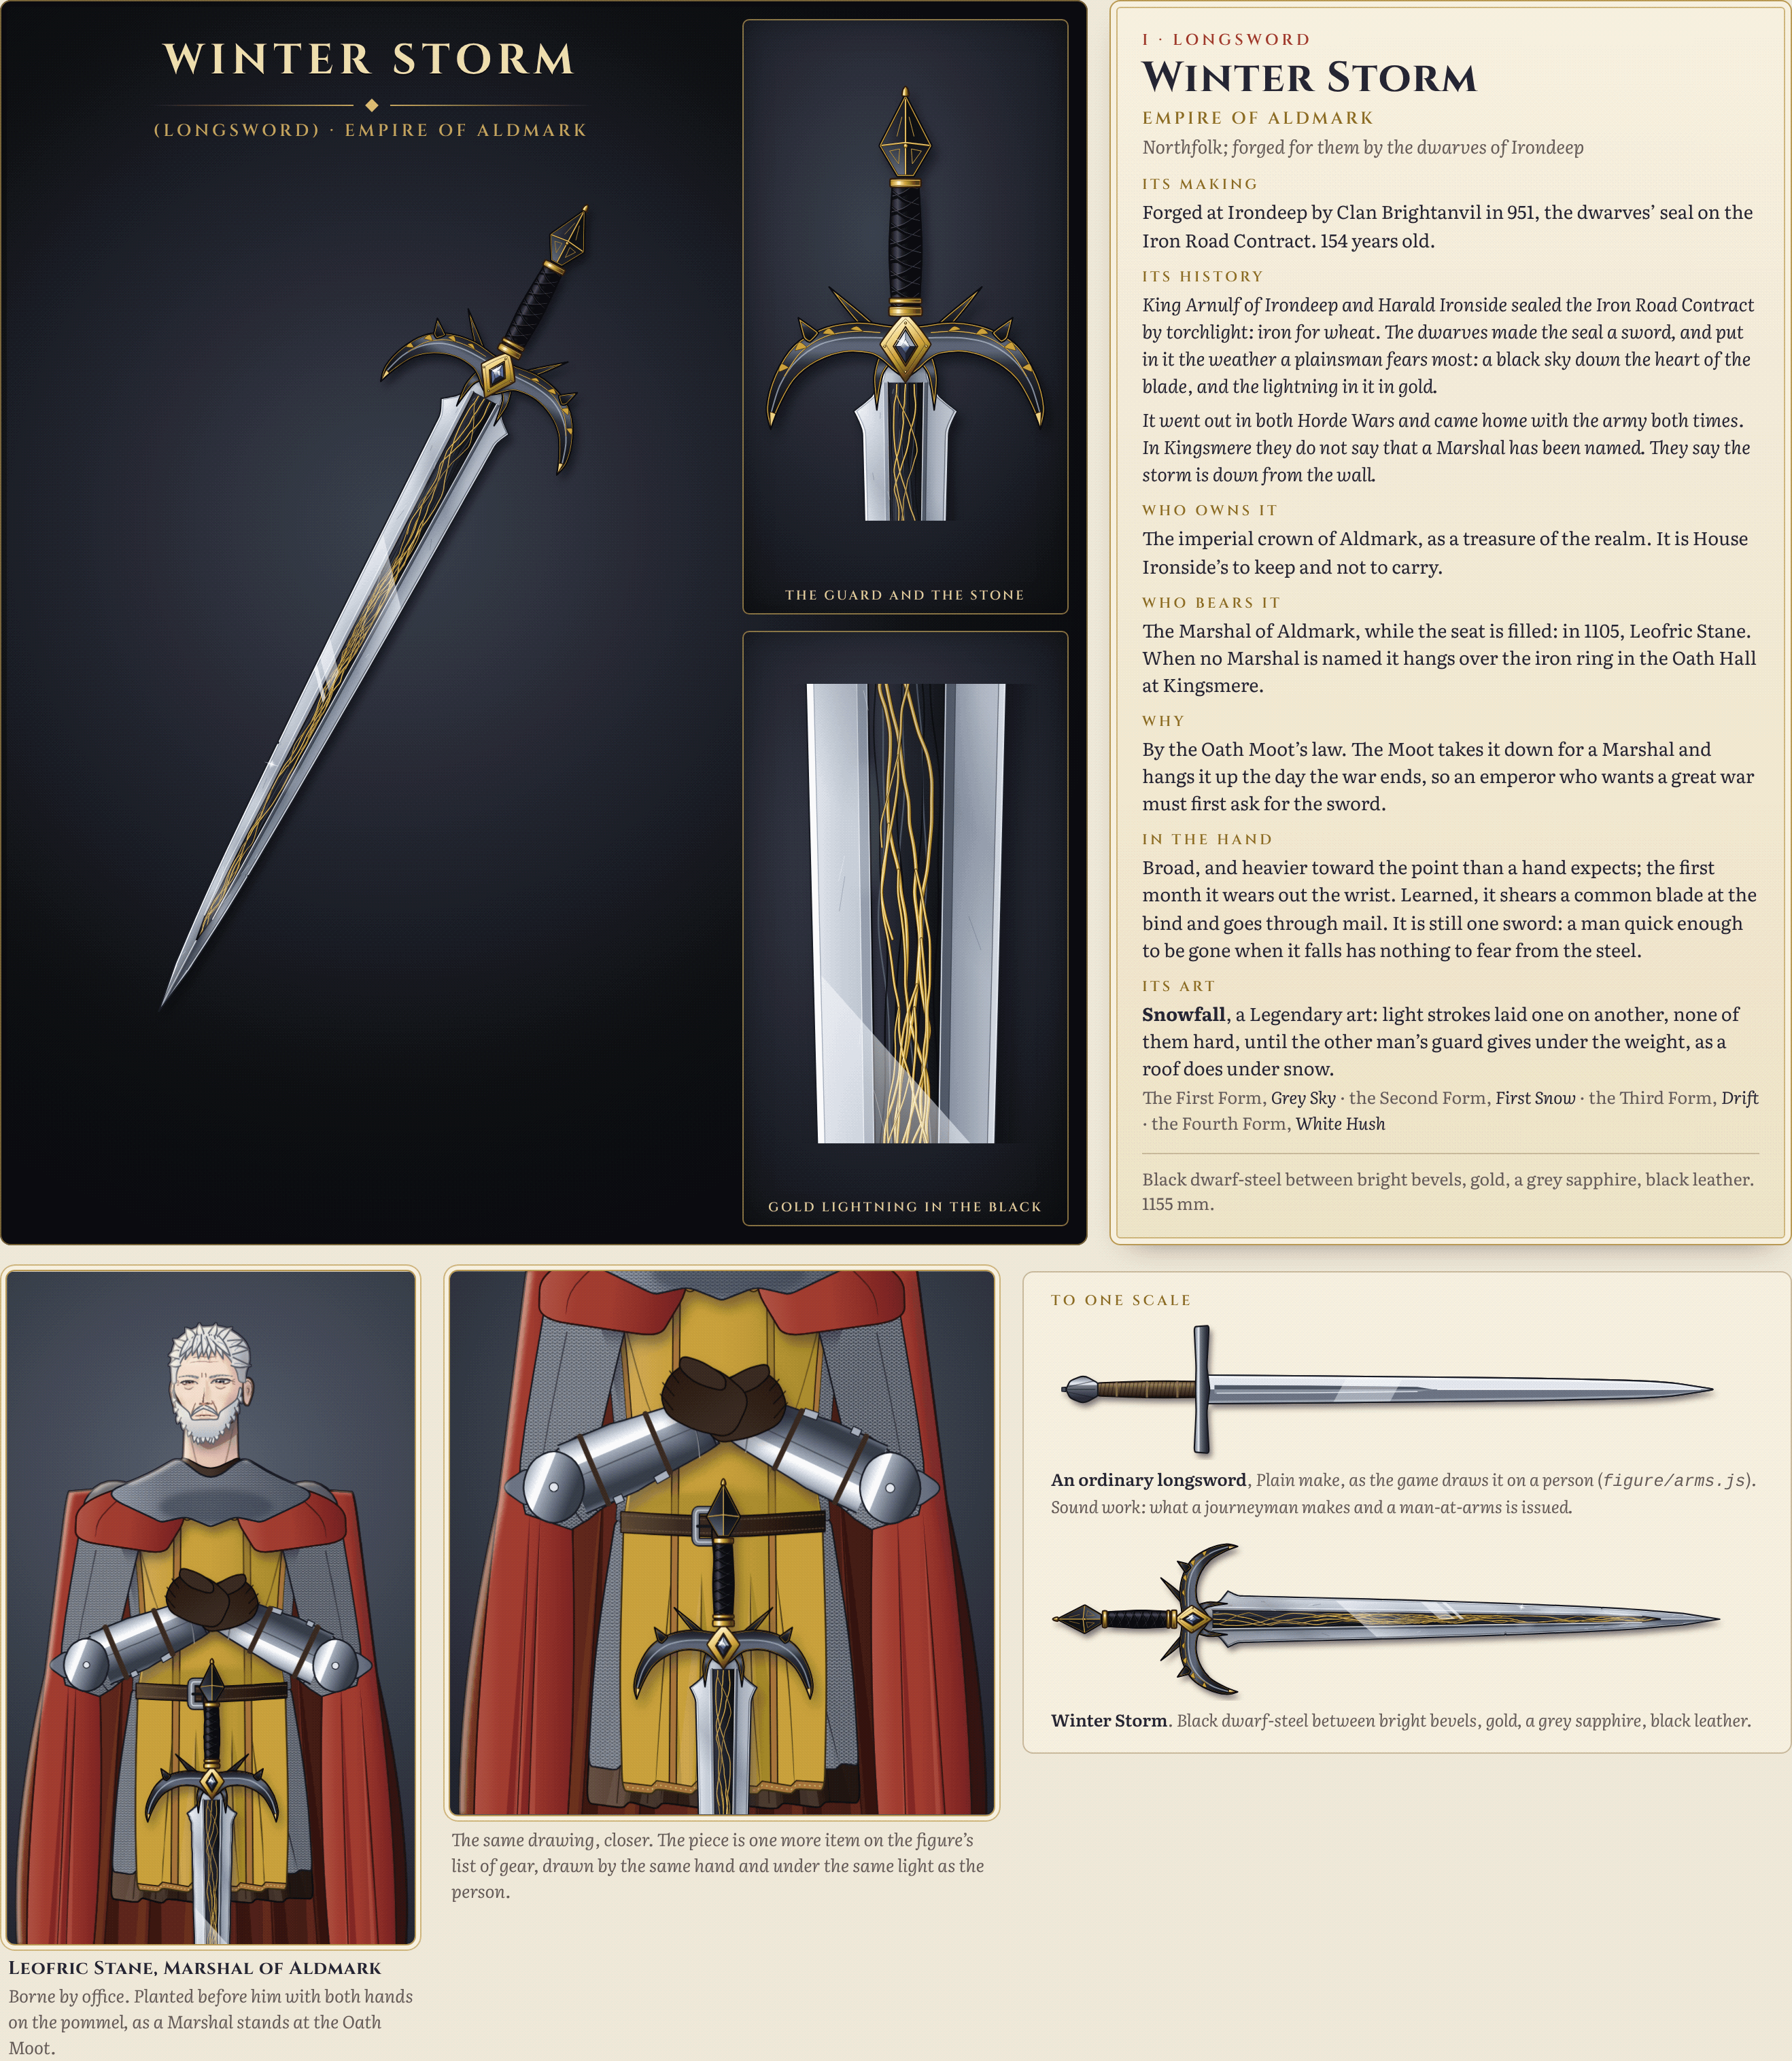 WINTER STORM
(LONGSWORD) · EMPIRE OF ALDMARK
THE GUARD AND THE STONE
GOLD LIGHTNING IN THE BLACK
I · LONGSWORD
WINTER STORM
EMPIRE OF ALDMARK
Northfolk; forged for them by the dwarves of Irondeep
ITS MAKING
Forged at Irondeep by Clan Brightanvil in 951, the dwarves’ seal on the
Iron Road Contract. 154 years old.
ITS HISTORY
King Arnulf of Irondeep and Harald Ironside sealed the Iron Road Contract
by torchlight: iron for wheat. The dwarves made the seal a sword, and put
in it the weather a plainsman fears most: a black sky down the heart of the
blade, and the lightning in it in gold.
It went out in both Horde Wars and came home with the army both times.
In Kingsmere they do not say that a Marshal has been named. They say the
storm is down from the wall.
WHO OWNS IT
The imperial crown of Aldmark, as a treasure of the realm. It is House
Ironside’s to keep and not to carry.
WHO BEARS IT
The Marshal of Aldmark, while the seat is filled: in 1105, Leofric Stane.
When no Marshal is named it hangs over the iron ring in the Oath Hall
at Kingsmere.
WHY
By the Oath Moot’s law. The Moot takes it down for a Marshal and
hangs it up the day the war ends, so an emperor who wants a great war
must first ask for the sword.
IN THE HAND
Broad, and heavier toward the point than a hand expects; the first
month it wears out the wrist. Learned, it shears a common blade at the
bind and goes through mail. It is still one sword: a man quick enough
to be gone when it falls has nothing to fear from the steel.
ITS ART
Snowfall, a Legendary art: light strokes laid one on another, none of
them hard, until the other man’s guard gives under the weight, as a
roof does under snow.
The First Form, Grey Sky · the Second Form, First Snow · the Third Form, Drift
· the Fourth Form, White Hush
Black dwarf-steel between bright bevels, gold, a grey sapphire, black leather.
1155 mm.
LEOFRIC STANE, MARSHAL OF ALDMARK
Borne by office. Planted before him with both hands
on the pommel, as a Marshal stands at the Oath
Moot.
The same drawing, closer. The piece is one more item on the figure’s
list of gear, drawn by the same hand and under the same light as the
person.
TO ONE SCALE
An ordinary longsword, Plain make, as the game draws it on a person (figure/arms.js).
Sound work: what a journeyman makes and a man-at-arms is issued.
Winter Storm. Black dwarf-steel between bright bevels, gold, a grey sapphire, black leather.